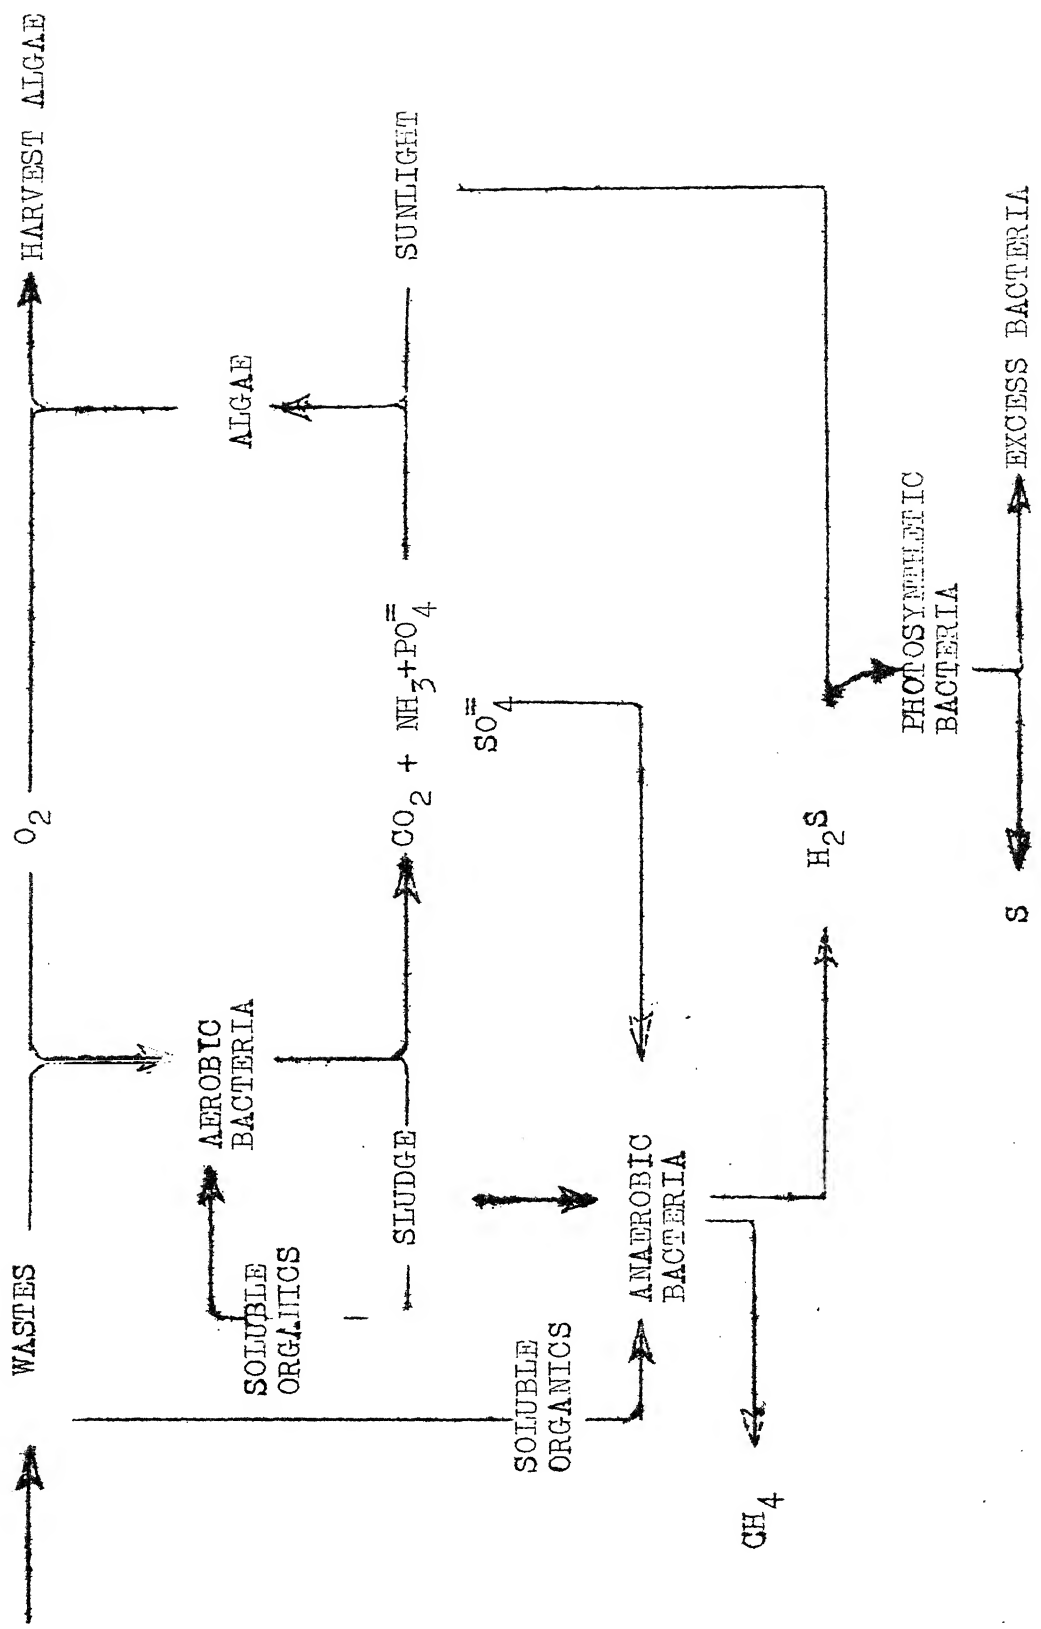 WASTES
O₂
HARVEST ALGAE
AEROBIC
BACTERIA
ALGAE
SOLUBLE
ORGANICS
SLUDGE
CO₂ + NH₃+PO₄⁼
SUNLIGHT
SO₄⁼
SOLUBLE
ORGANICS
ANAEROBIC
BACTERIA
CH₄
H₂S
PHOTOSYNTHETIC
BACTERIA
S
EXCESS BACTERIA